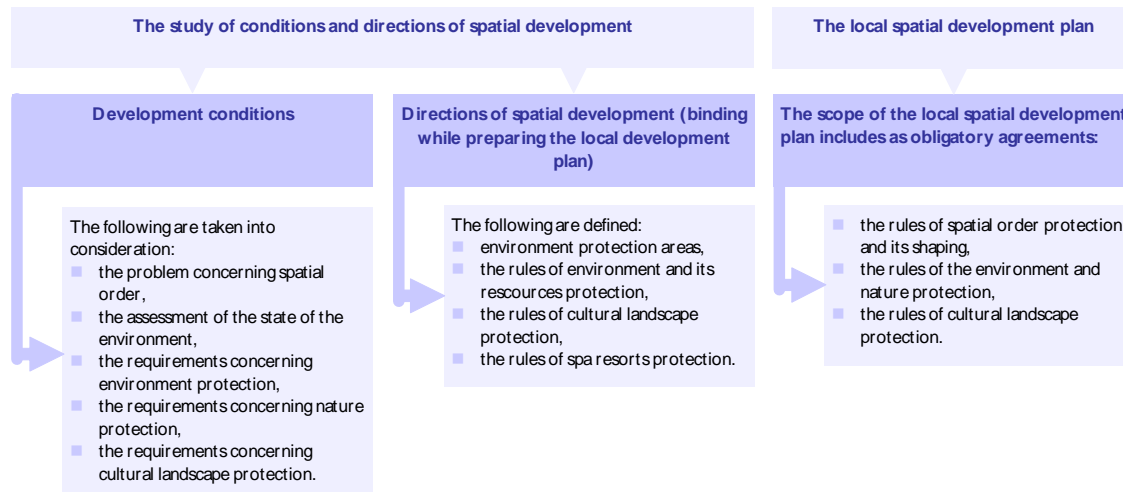 The study of conditions and directions of spatial development
The local spatial development plan
Development conditions
Directions of spatial development (binding
while preparing the local development
plan)
The scope of the local spatial development
plan includes as obligatory agreements:
The following are taken into
consideration:
the problem concerning spatial
order,
the assessment of the state of the
environment,
the requirements concerning
environment protection,
the requirements concerning nature
protection,
the requirements concerning
cultural landscape protection.
The following are defined:
environment protection areas,
the rules of environment and its
rescources protection,
the rules of cultural landscape
protection,
the rules of spa resorts protection.
the rules of spatial order protection
and its shaping,
the rules of the environment and
nature protection,
the rules of cultural landscape
protection.